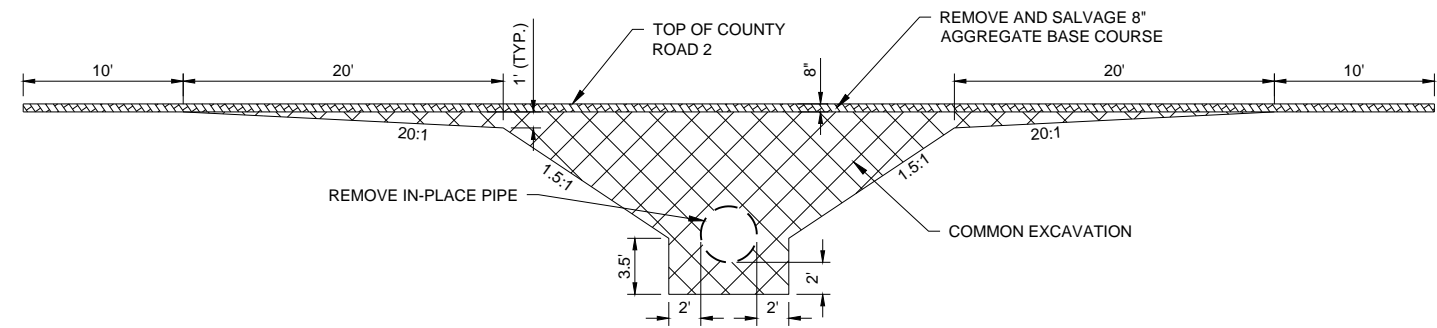 REMOVE AND SALVAGE 8"
AGGREGATE BASE COURSE
TOP OF COUNTY
ROAD 2
1' (TYP.)
8"
10'
20'
20'
10'
20:1
20:1
1.5:1
1.5:1
REMOVE IN-PLACE PIPE
COMMON EXCAVATION
3.5'
2'
2'
2'